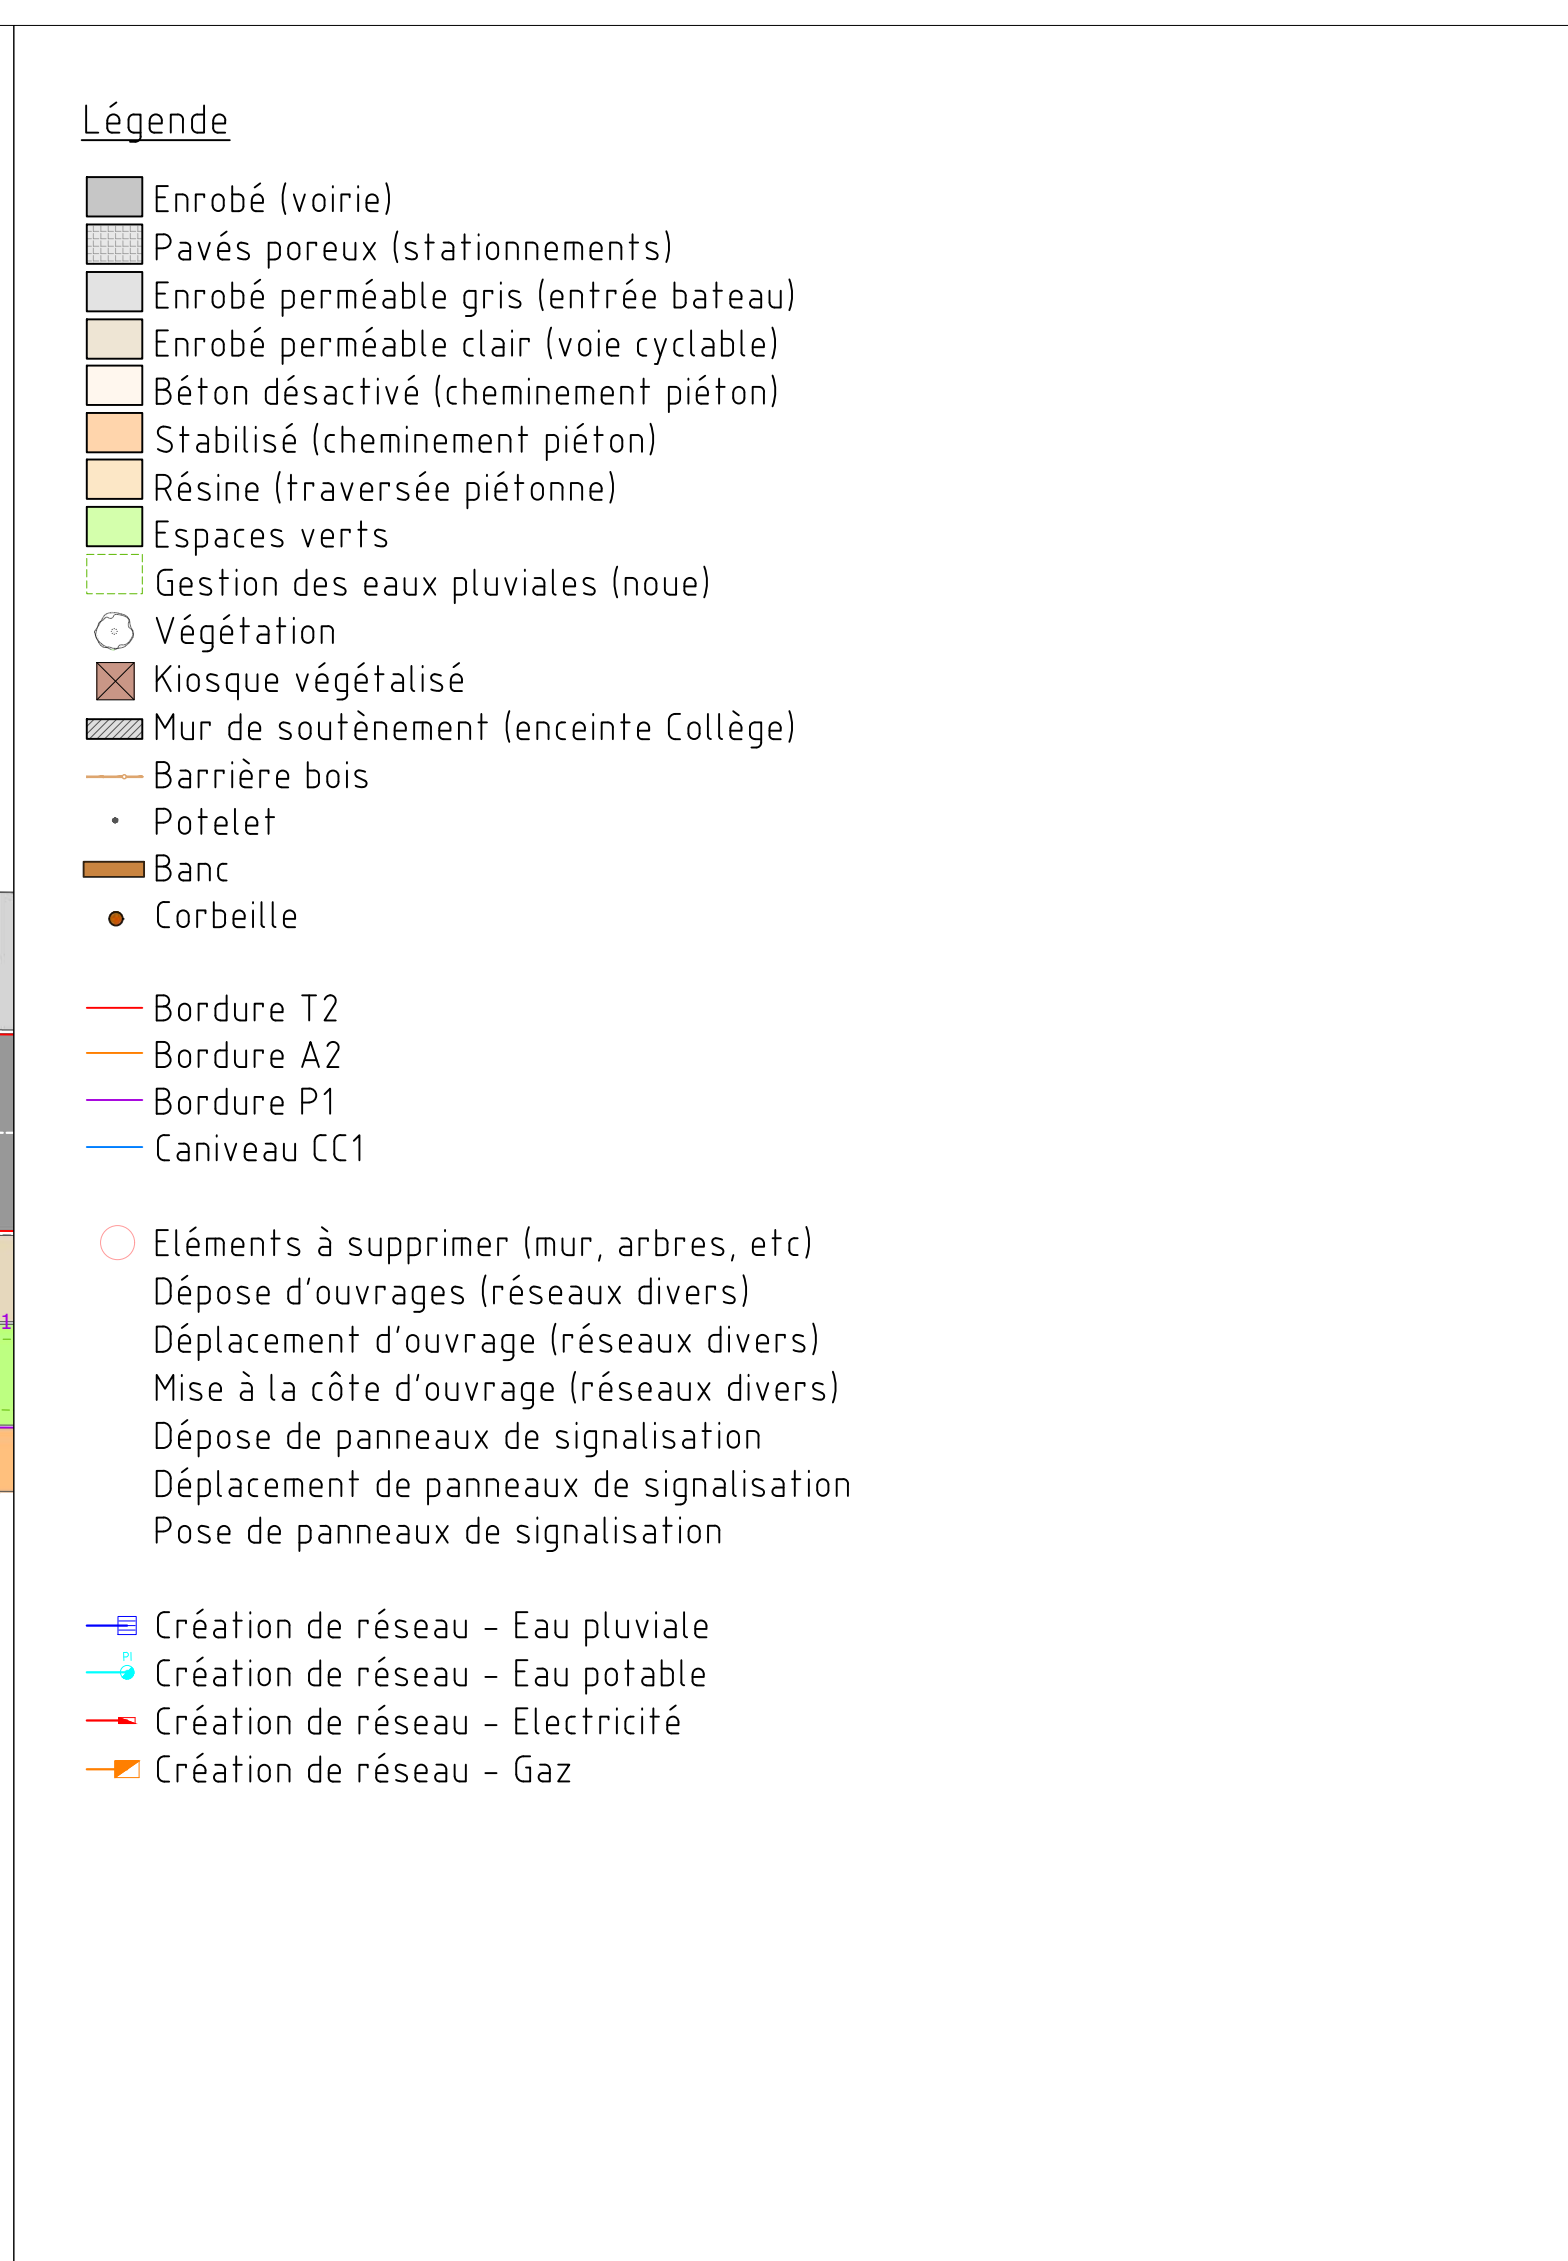 Légende
Enrobé (voirie)
Pavés poreux (stationnements)
Enrobé perméable gris (entrée bateau)
Enrobé perméable clair (voie cyclable)
Béton désactivé (cheminement piéton)
Stabilisé (cheminement piéton)
Résine (traversée piétonne)
Espaces verts
Gestion des eaux pluviales (noue)
Végétation
Kiosque végétalisé
Mur de soutènement (enceinte Collège)
Barrière bois
Potelet
Banc
Corbeille
Bordure T2
Bordure A2
Bordure P1
Caniveau CC1
Eléments à supprimer (mur, arbres, etc)
Dépose d'ouvrages (réseaux divers)
1
Déplacement d'ouvrage (réseaux divers)
Mise à la côte d'ouvrage (réseaux divers)
Dépose de panneaux de signalisation
Déplacement de panneaux de signalisation
Pose de panneaux de signalisation
Création de réseau - Eau pluviale
PI
Création de réseau - Eau potable
Création de réseau - Electricité
Création de réseau - Gaz